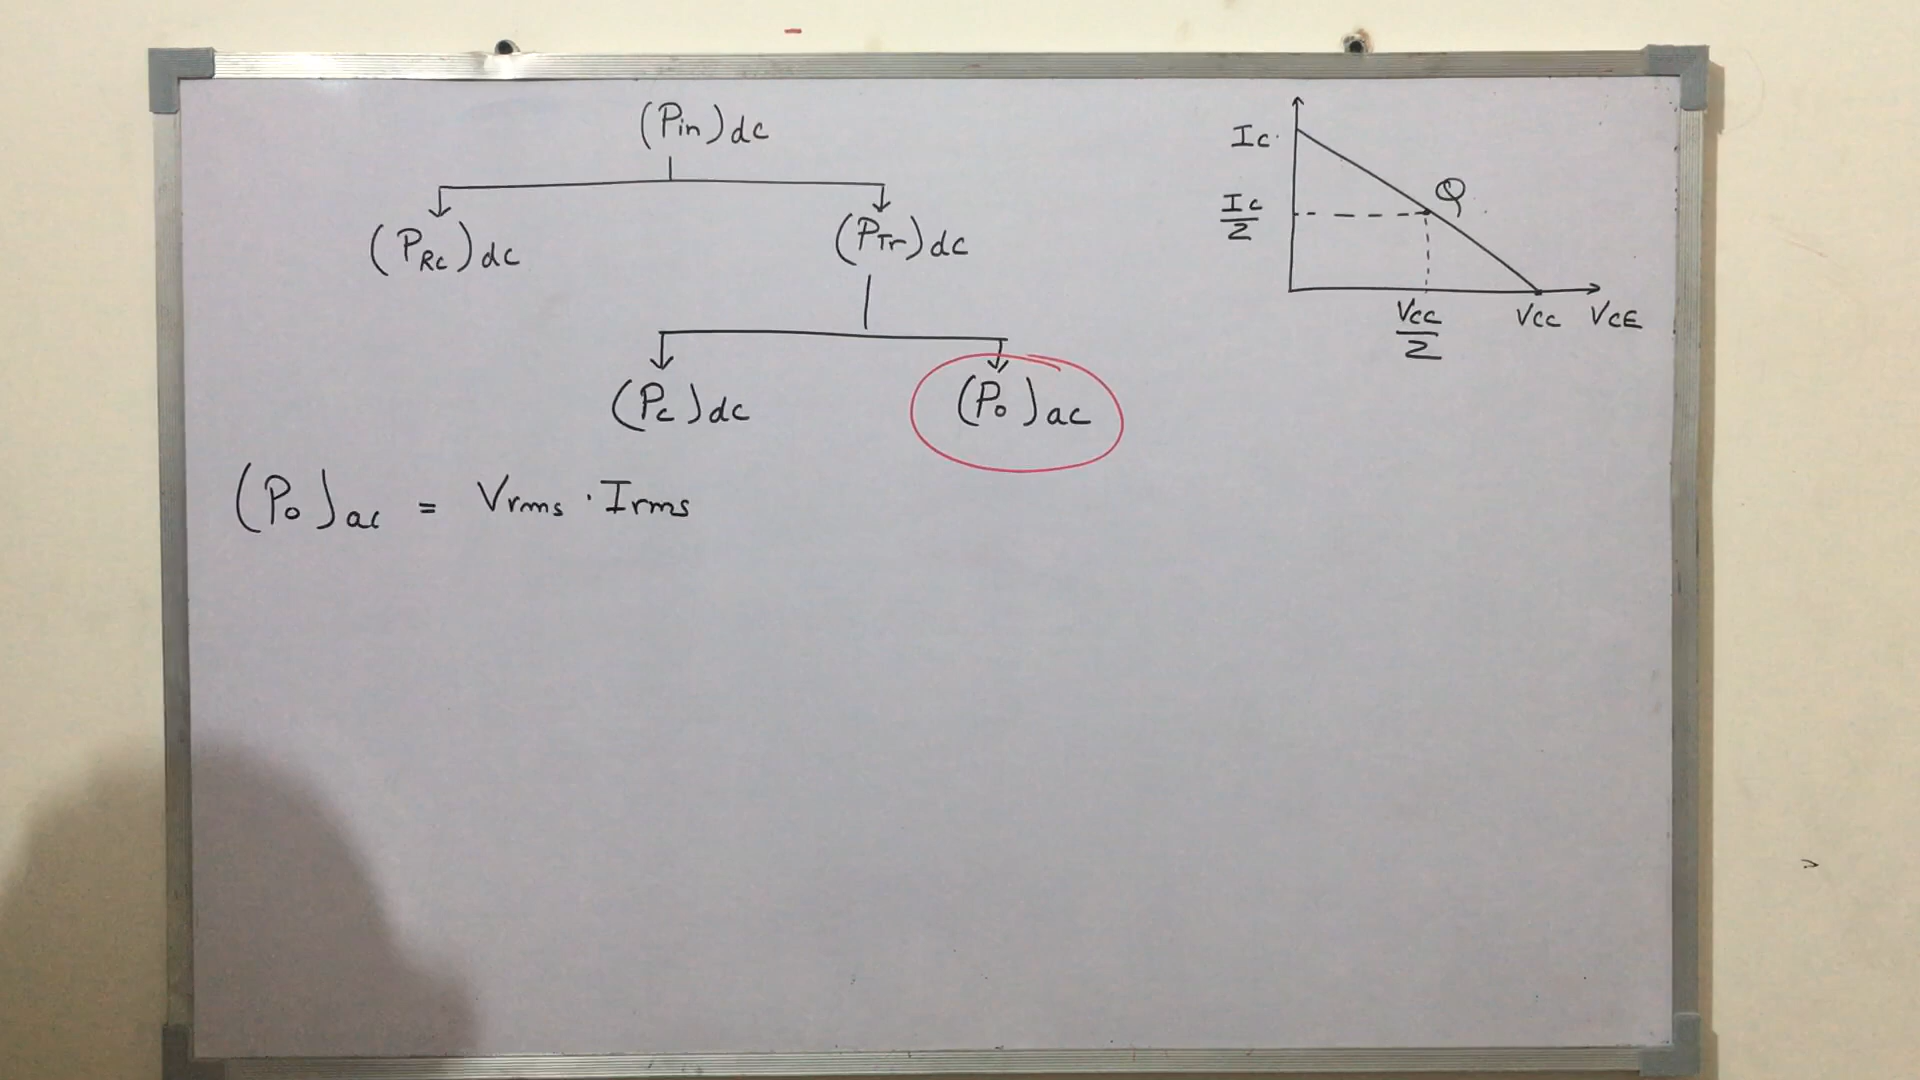 (Pin)dc
(PRc)dc
(PTr)dc
(Pc)dc
(Po)ac
(Po)ac = Vrms · Irms
Ic
Ic/2
Q
Vcc/2
Vcc
VCE